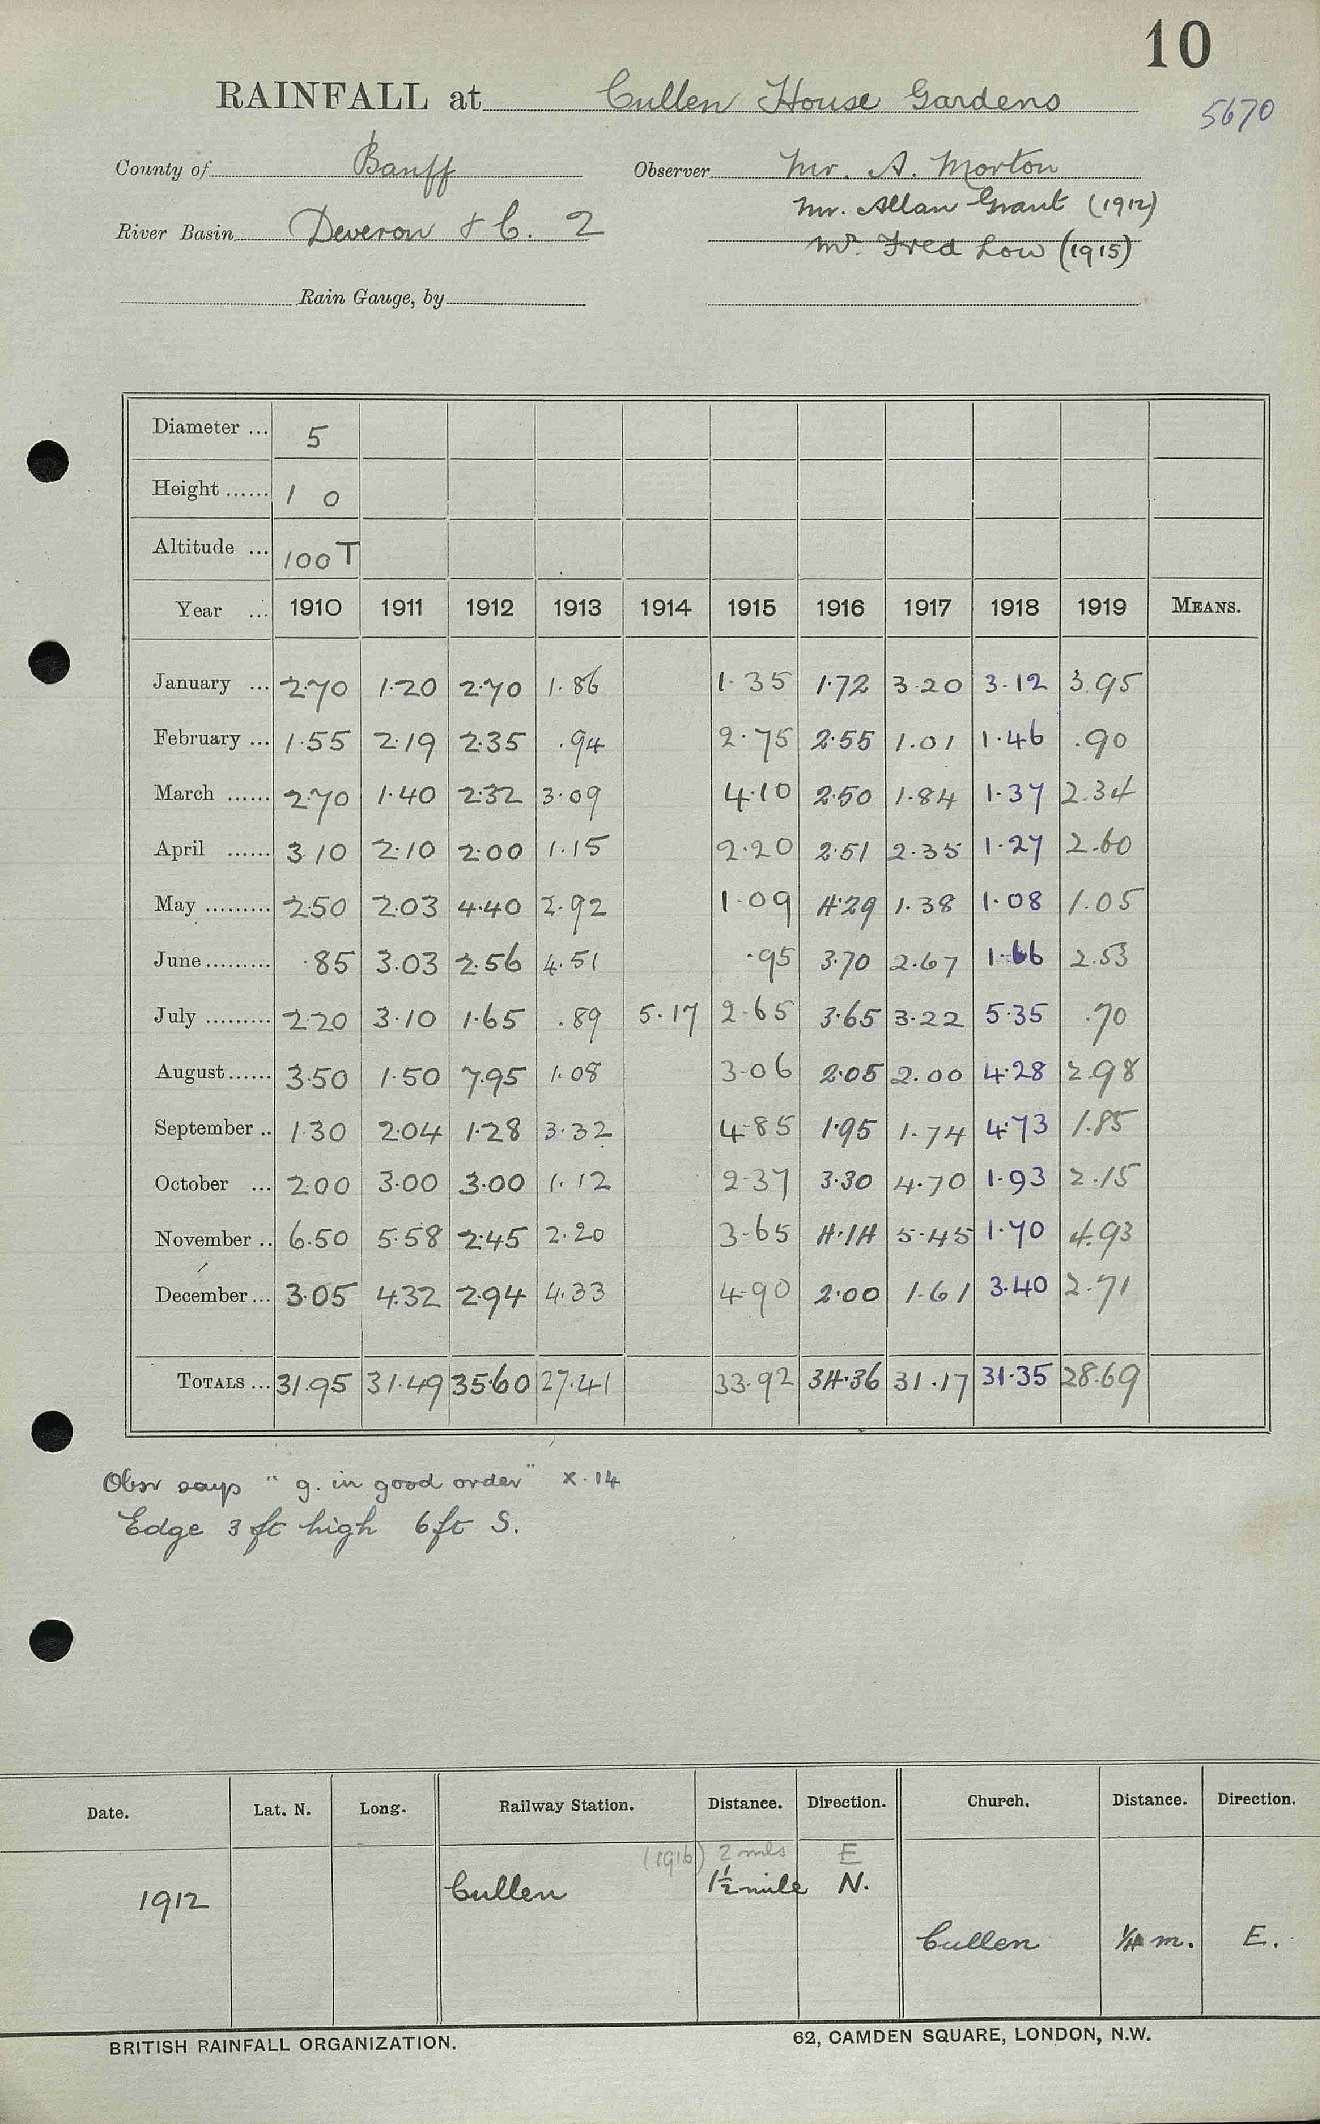 10
RAINFALL at Cullen House Gardens
5670
County of Banff Observer Mr. A. Morton
Mr. Allan Grant (1912)
River Basin Deveron & C. 2
Mr. Fred Low (1915)
Rain Gauge, by
Diameter ... 5
Height ...... 1 0
Altitude ... 100 T
Year ... 1910 1911 1912 1913 1914 1915 1916 1917 1918 1919 MEANS.
January ... 2.70 1.20 2.70 1.86 1.35 1.72 3.20 3.12 3.95
February ... 1.55 2.19 2.35 .94 2.75 2.55 1.01 1.46 .90
March ...... 2.70 1.40 2.32 3.09 4.10 2.50 1.84 1.37 2.34
April ...... 3.10 2.10 2.00 1.15 2.20 2.51 2.35 1.27 2.60
May ......... 2.50 2.03 4.40 2.92 1.09 4.29 1.38 1.08 1.05
June ......... .85 3.03 2.56 4.51 .95 3.70 2.67 1.66 2.53
July ......... 2.20 3.10 1.65 .89 5.17 2.65 3.65 3.22 5.35 .70
August ...... 3.50 1.50 7.95 1.08 3.06 2.05 2.00 4.28 2.98
September .. 1.30 2.04 1.28 3.32 4.85 1.95 1.74 4.73 1.85
October ... 2.00 3.00 3.00 1.12 2.37 3.30 4.70 1.93 2.15
November .. 6.50 5.58 2.45 2.20 3.65 4.14 5.45 1.70 4.93
December ... 3.05 4.32 2.94 4.33 4.90 2.00 1.61 3.40 2.71
TOTALS ... 31.95 31.49 35.60 27.41 33.92 34.36 31.17 31.35 28.69
Obsr says " g. in good order " X.14
Edge 3 ft high 6ft S.
Date. Lat. N. Long. Railway Station. Distance. Direction. Church. Distance. Direction.
(1916) 2 mls E
1912 Cullen 1½ mile N.
Cullen ¼ m. E.
BRITISH RAINFALL ORGANIZATION. 62, CAMDEN SQUARE, LONDON, N.W.